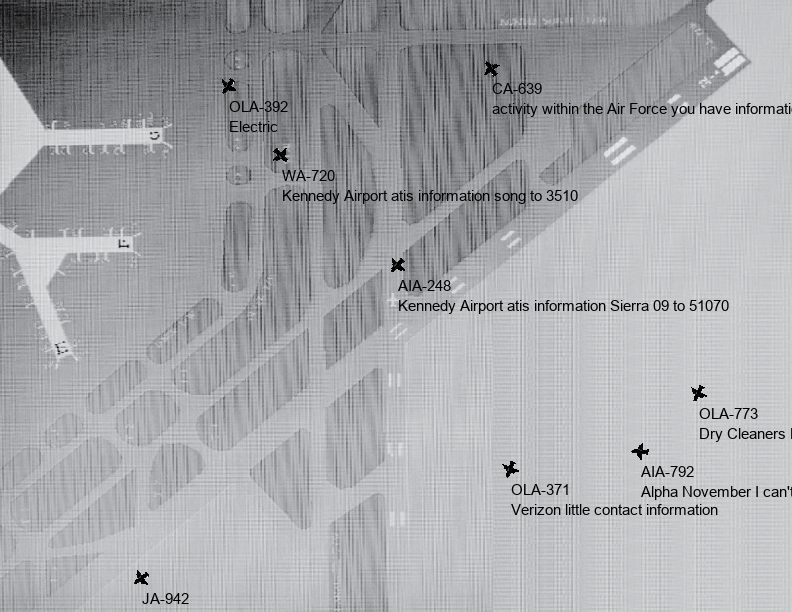 CA-639
activity within the Air Force you have informati
OLA-392
Electric
WA-720
Kennedy Airport atis information song to 3510
AIA-248
Kennedy Airport atis information Sierra 09 to 51070
OLA-773
Dry Cleaners
AIA-792
Alpha November I can't
OLA-371
Verizon little contact information
JA-942